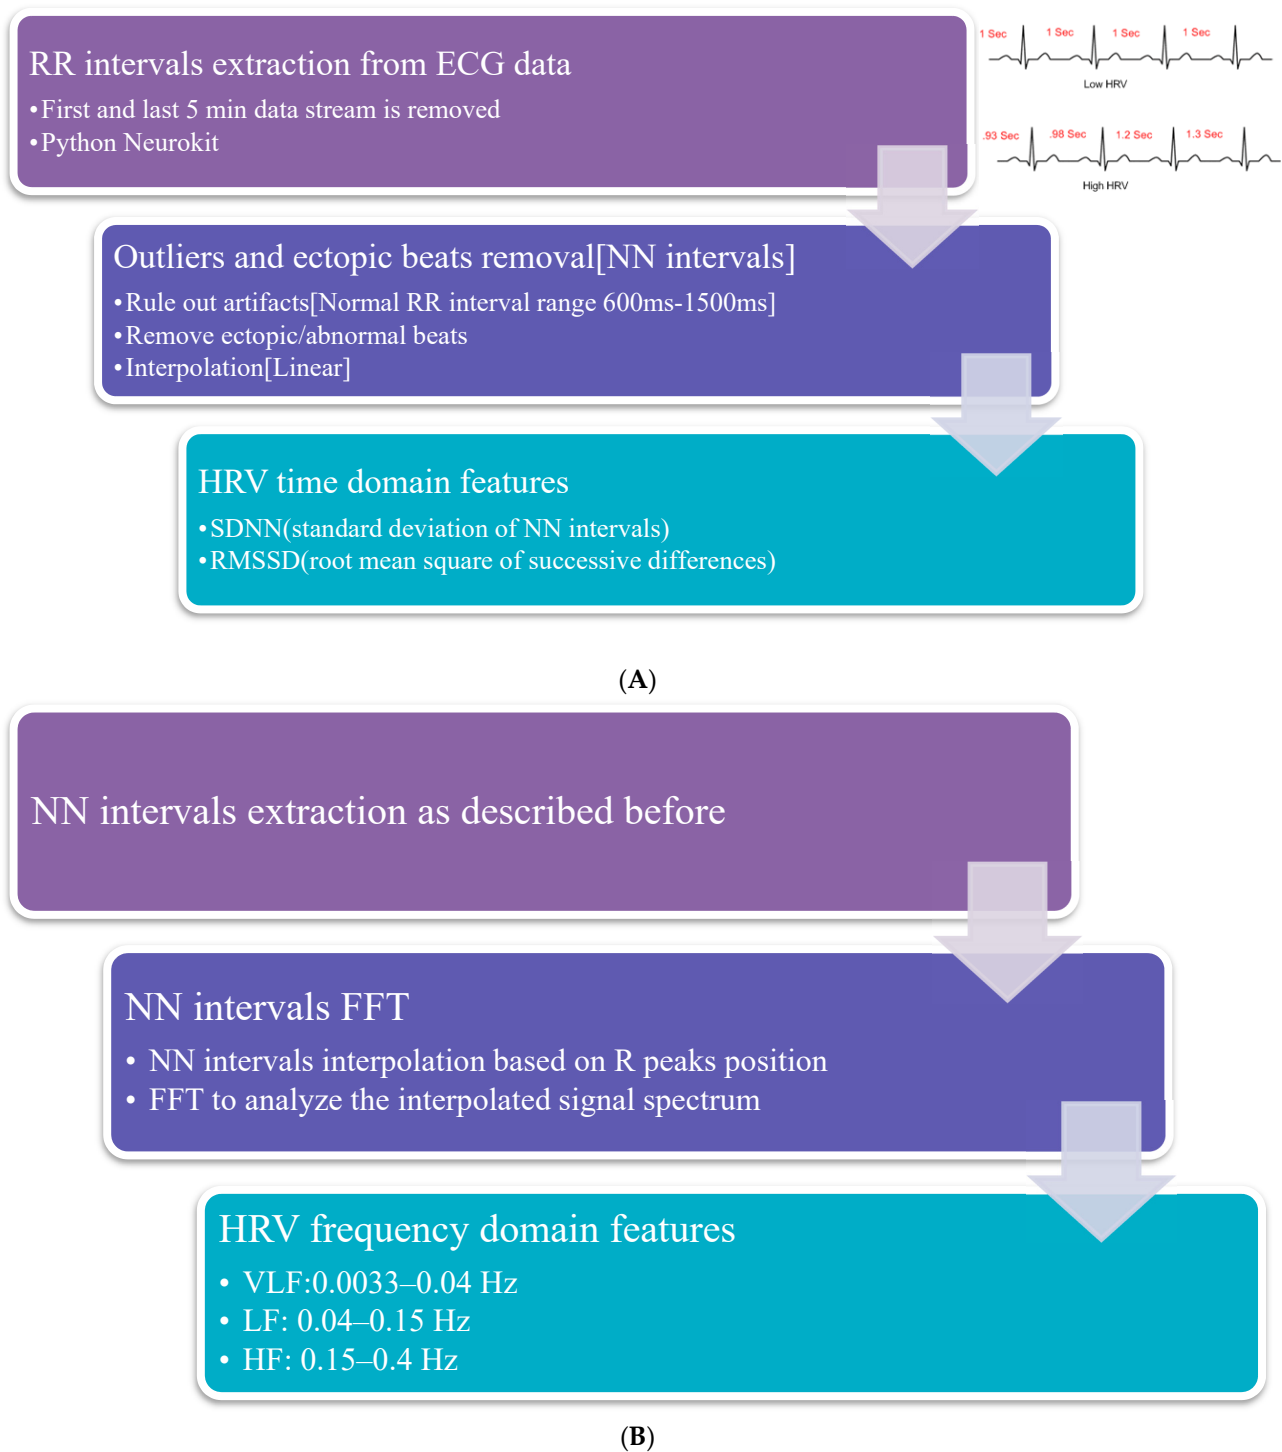 RR intervals extraction from ECG data
•First and last 5 min data stream is removed
•Python Neurokit
1 Sec 1 Sec 1 Sec 1 Sec
Low HRV
.93 Sec .98 Sec 1.2 Sec 1.3 Sec
High HRV
Outliers and ectopic beats removal[NN intervals]
•Rule out artifacts[Normal RR interval range 600ms-1500ms]
•Remove ectopic/abnormal beats
•Interpolation[Linear]
HRV time domain features
•SDNN(standard deviation of NN intervals)
•RMSSD(root mean square of successive differences)
(A)
NN intervals extraction as described before
NN intervals FFT
• NN intervals interpolation based on R peaks position
• FFT to analyze the interpolated signal spectrum
HRV frequency domain features
• VLF:0.0033–0.04 Hz
• LF: 0.04–0.15 Hz
• HF: 0.15–0.4 Hz
(B)